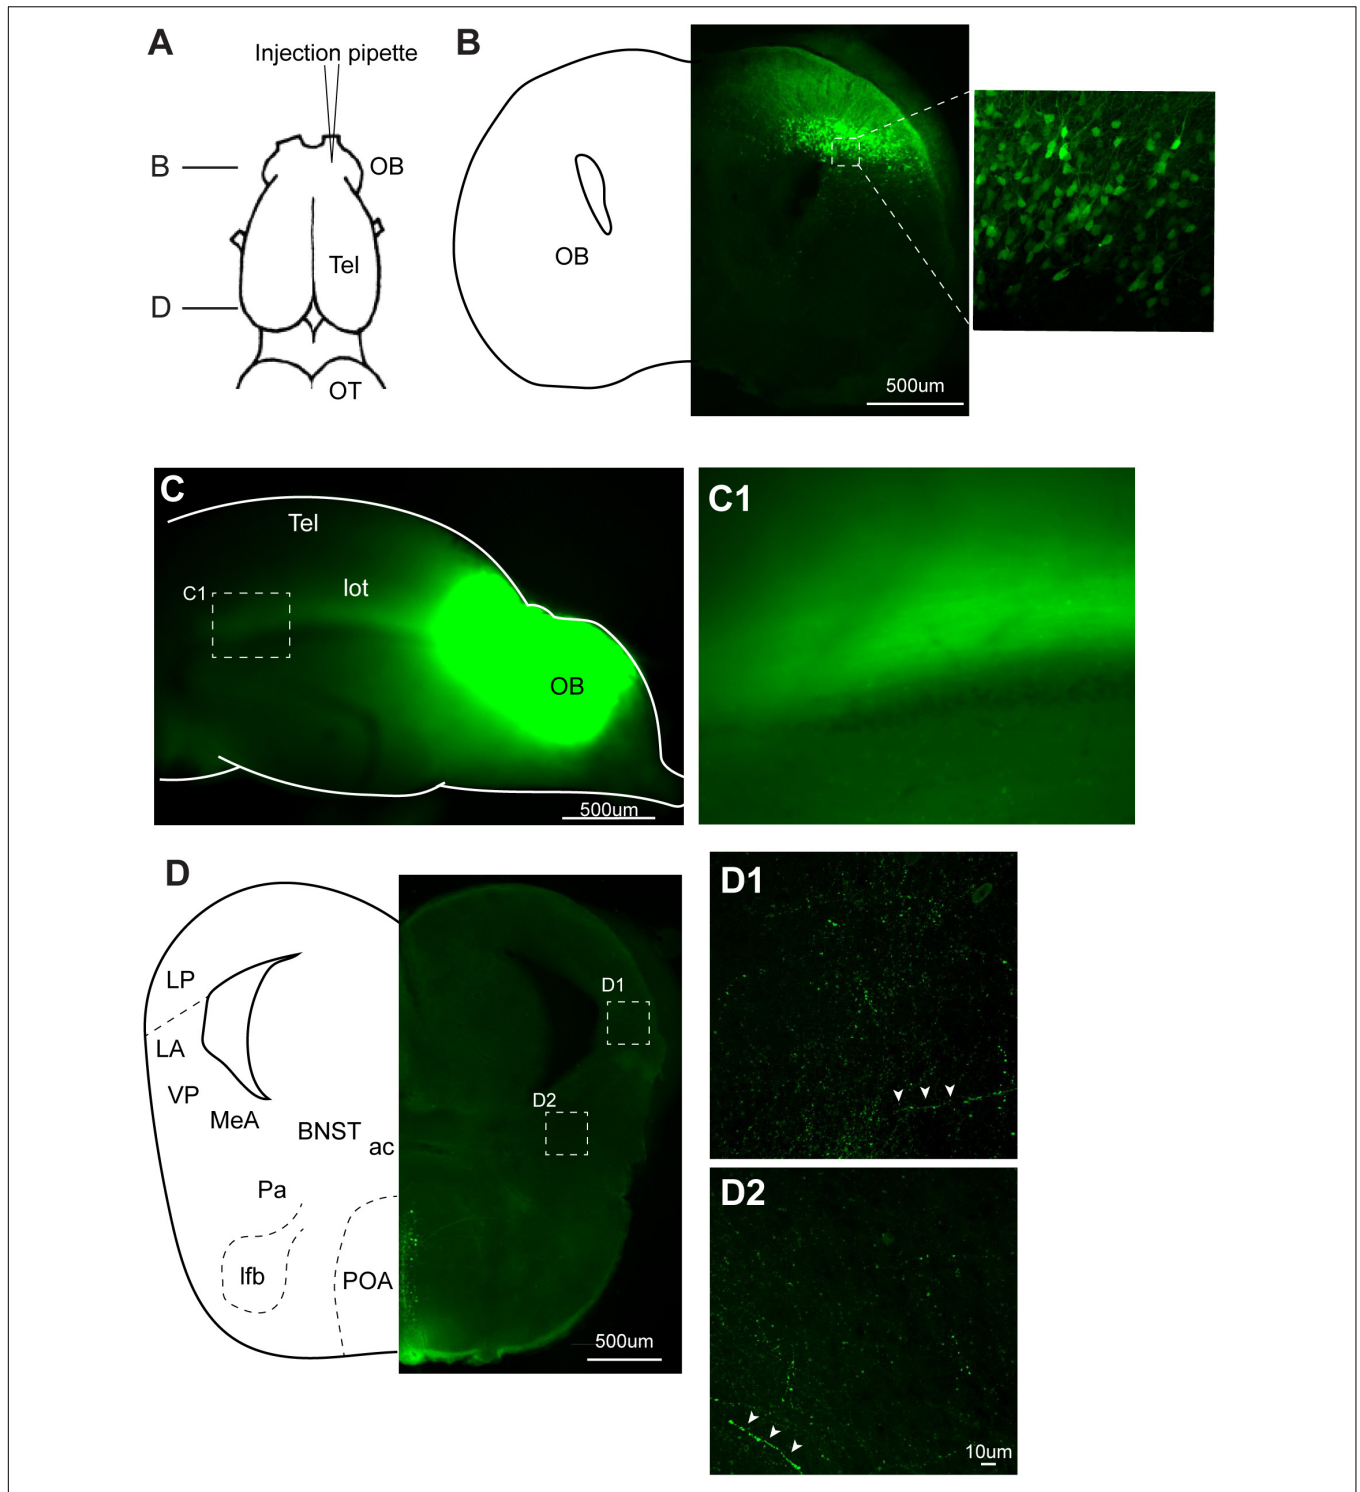 A
Injection pipette
B
OB
Tel
D
OT
B
OB
500um
C
Tel
lot
C1
OB
500um
C1
D
LP
LA
VP
MeA
BNST
ac
Pa
lfb
POA
D1
D2
500um
D1
D2
10um